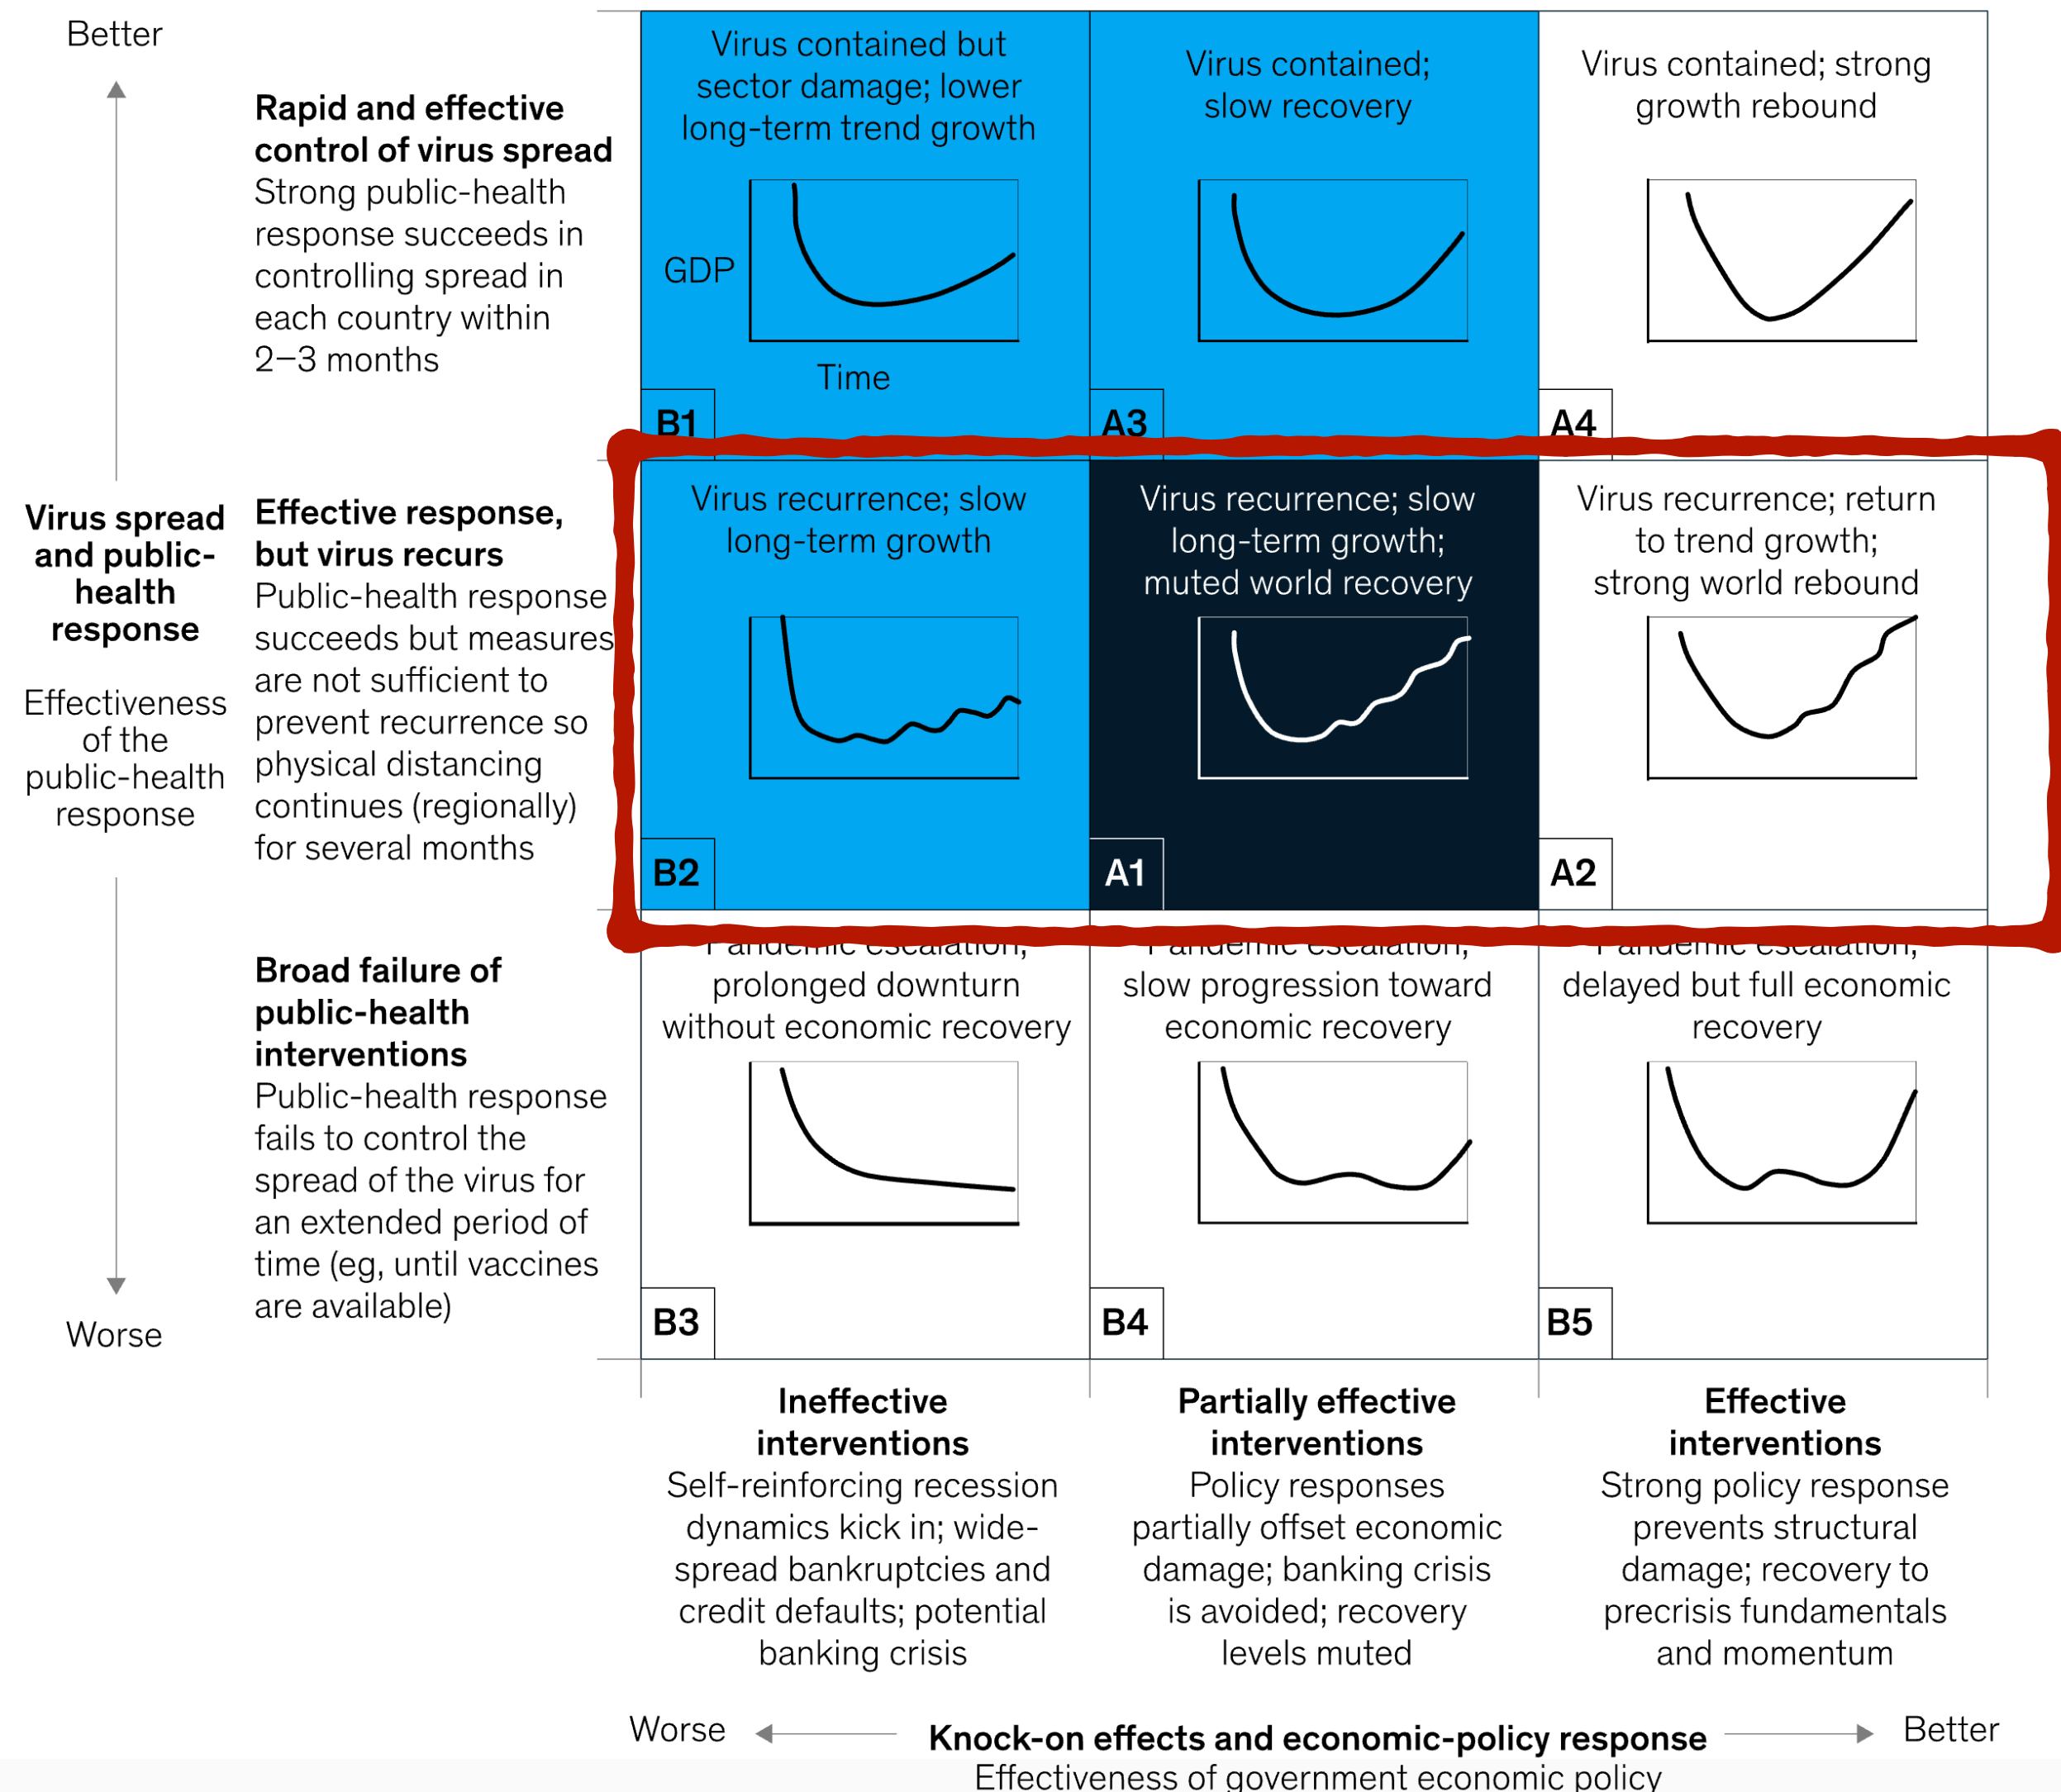 Better
Rapid and effective
control of virus spread
Strong public-health
response succeeds in
controlling spread in
each country within
2–3 months
Virus contained but
sector damage; lower
long-term trend growth
GDP
Time
B1
Virus contained;
slow recovery
A3
Virus contained; strong
growth rebound
A4
Virus spread
and public-
health
response
Effectiveness
of the
public-health
response
Effective response,
but virus recurs
Public-health response
succeeds but measures
are not sufficient to
prevent recurrence so
physical distancing
continues (regionally)
for several months
Virus recurrence; slow
long-term growth
B2
Virus recurrence; slow
long-term growth;
muted world recovery
A1
Virus recurrence; return
to trend growth;
strong world rebound
A2
Broad failure of
public-health
interventions
Public-health response
fails to control the
spread of the virus for
an extended period of
time (eg, until vaccines
are available)
Pandemic escalation;
prolonged downturn
without economic recovery
B3
Pandemic escalation;
slow progression toward
economic recovery
B4
Pandemic escalation;
delayed but full economic
recovery
B5
Worse
Ineffective
interventions
Self-reinforcing recession
dynamics kick in; wide-
spread bankruptcies and
credit defaults; potential
banking crisis
Partially effective
interventions
Policy responses
partially offset economic
damage; banking crisis
is avoided; recovery
levels muted
Effective
interventions
Strong policy response
prevents structural
damage; recovery to
precrisis fundamentals
and momentum
Worse
Knock-on effects and economic-policy response
Better
Effectiveness of government economic policy